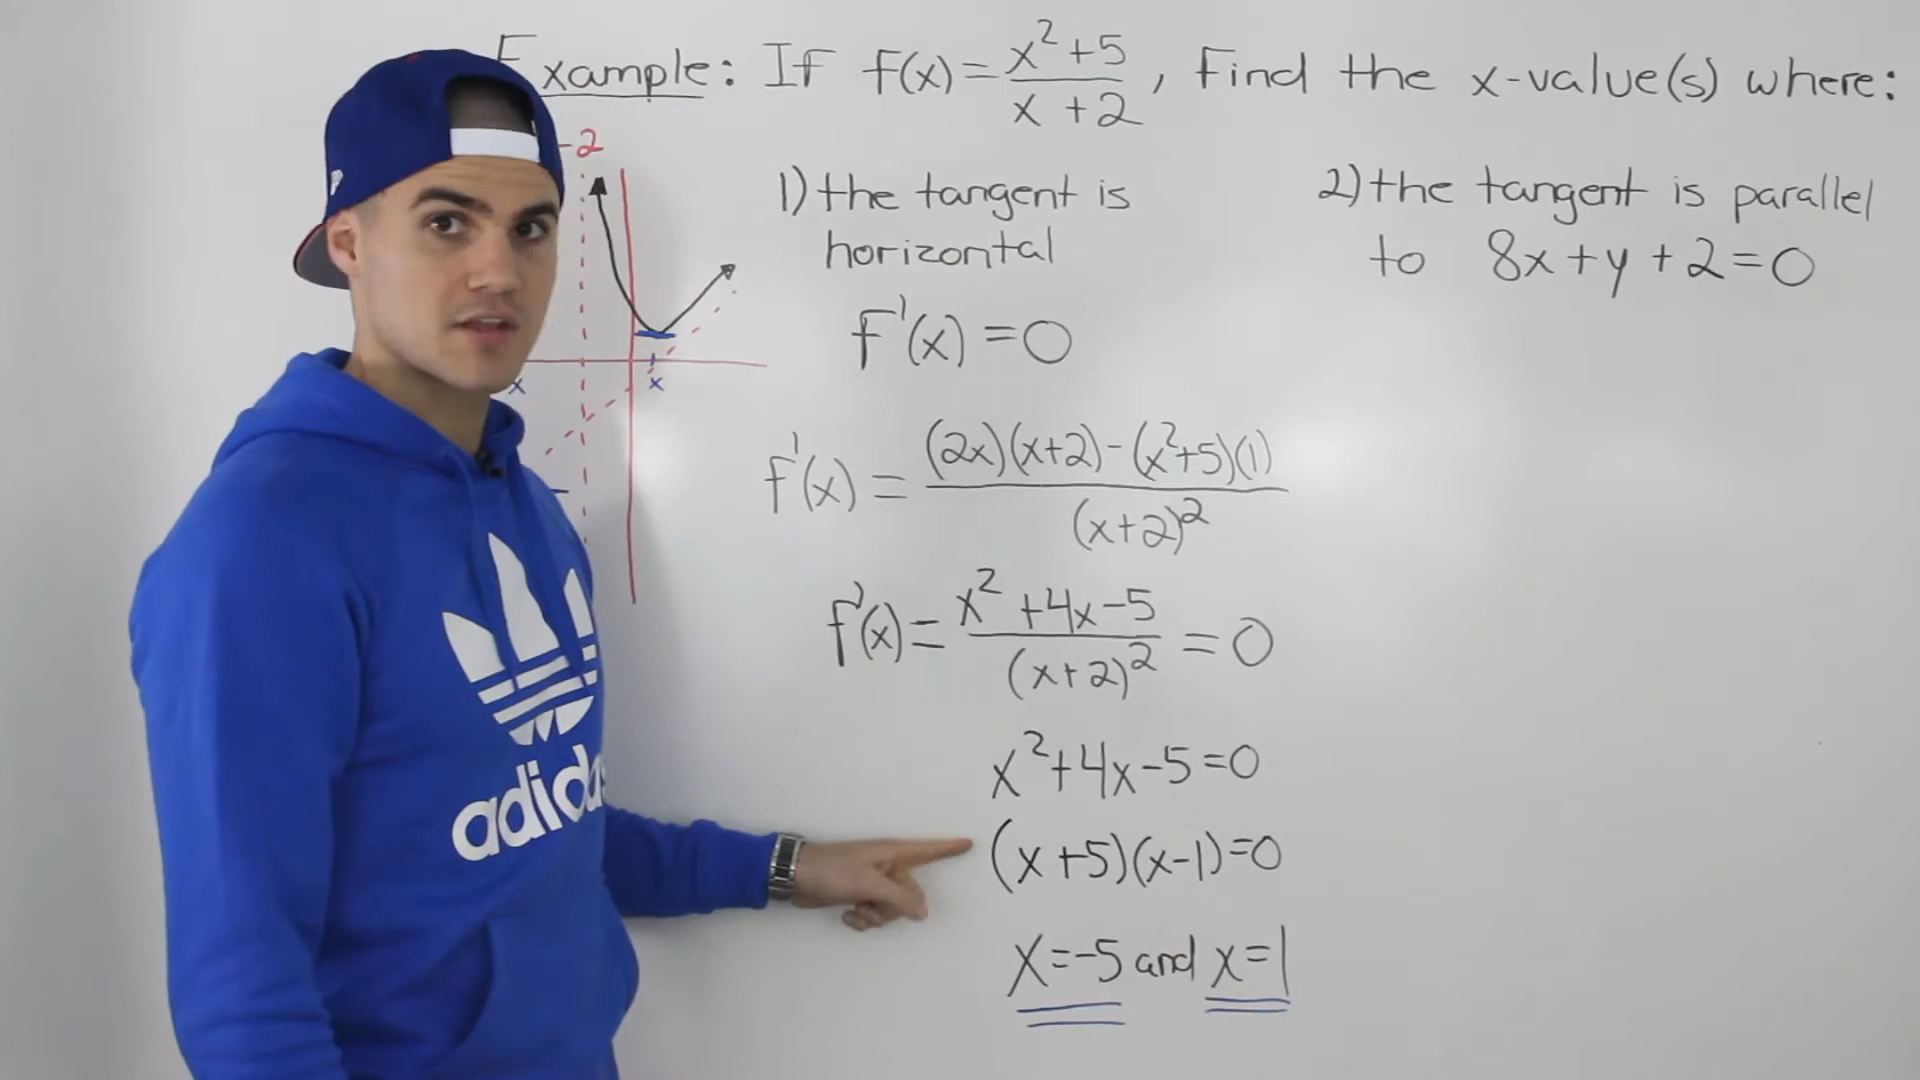 Example: If f(x) = (x²+5)/(x+2), Find the x-value(s) where:
-2
x
x
1) the tangent is
horizontal
f'(x) = 0
f'(x) = ((2x)(x+2)-(x²+5)(1))/(x+2)²
f'(x) = (x²+4x-5)/(x+2)² = 0
x²+4x-5=0
(x+5)(x-1)=0
x=-5 and x=1
2) the tangent is parallel
to 8x+y+2=0
adidas